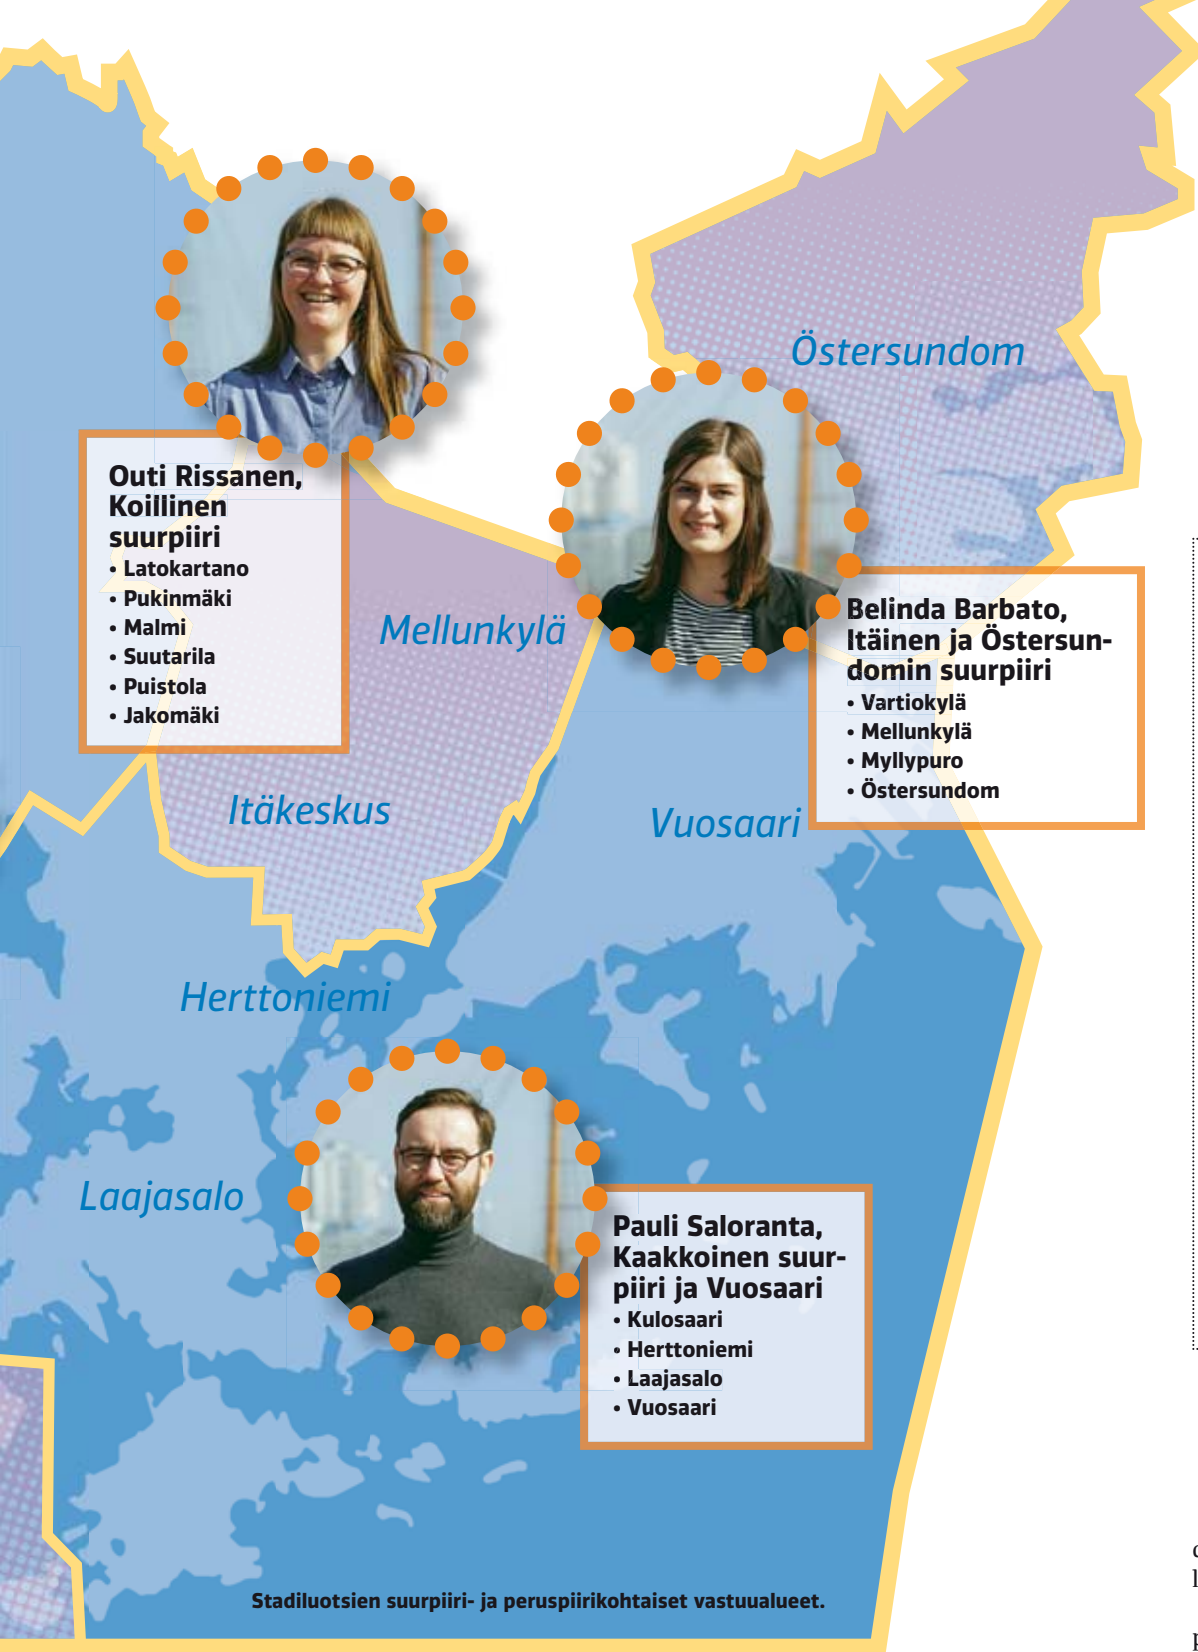 Östersundom
Outi Rissanen,
Koillinen
suurpiiri
• Latokartano
• Pukinmäki
• Malmi
• Suutarila
• Puistola
• Jakomäki
Mellunkylä
Belinda Barbato,
Itäinen ja Östersun-
domin suurpiiri
• Vartiokylä
• Mellunkylä
• Myllypuro
• Östersundom
Itäkeskus
Vuosaari
Herttoniemi
Laajasalo
Pauli Saloranta,
Kaakkoinen suur-
piiri ja Vuosaari
• Kulosaari
• Herttoniemi
• Laajasalo
• Vuosaari
Stadiluotsien suurpiiri- ja peruspiirikohtaiset vastuualueet.